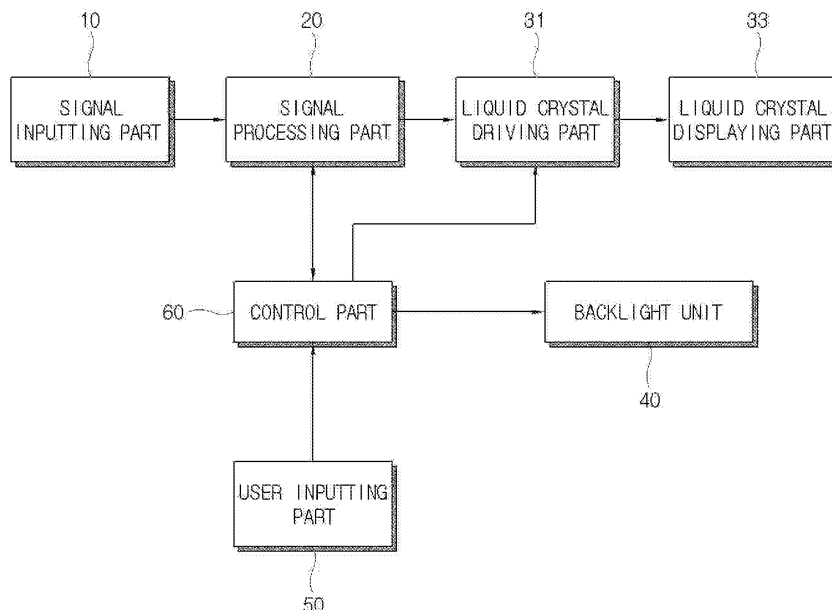 10
20
31
33
SIGNAL
INPUTTING PART
SIGNAL
PROCESSING PART
LIQUID CRYSTAL
DRIVING PART
LIQUID CRYSTAL
DISPLAYING PART
60
CONTROL PART
BACKLIGHT UNIT
40
USER INPUTTING
PART
50